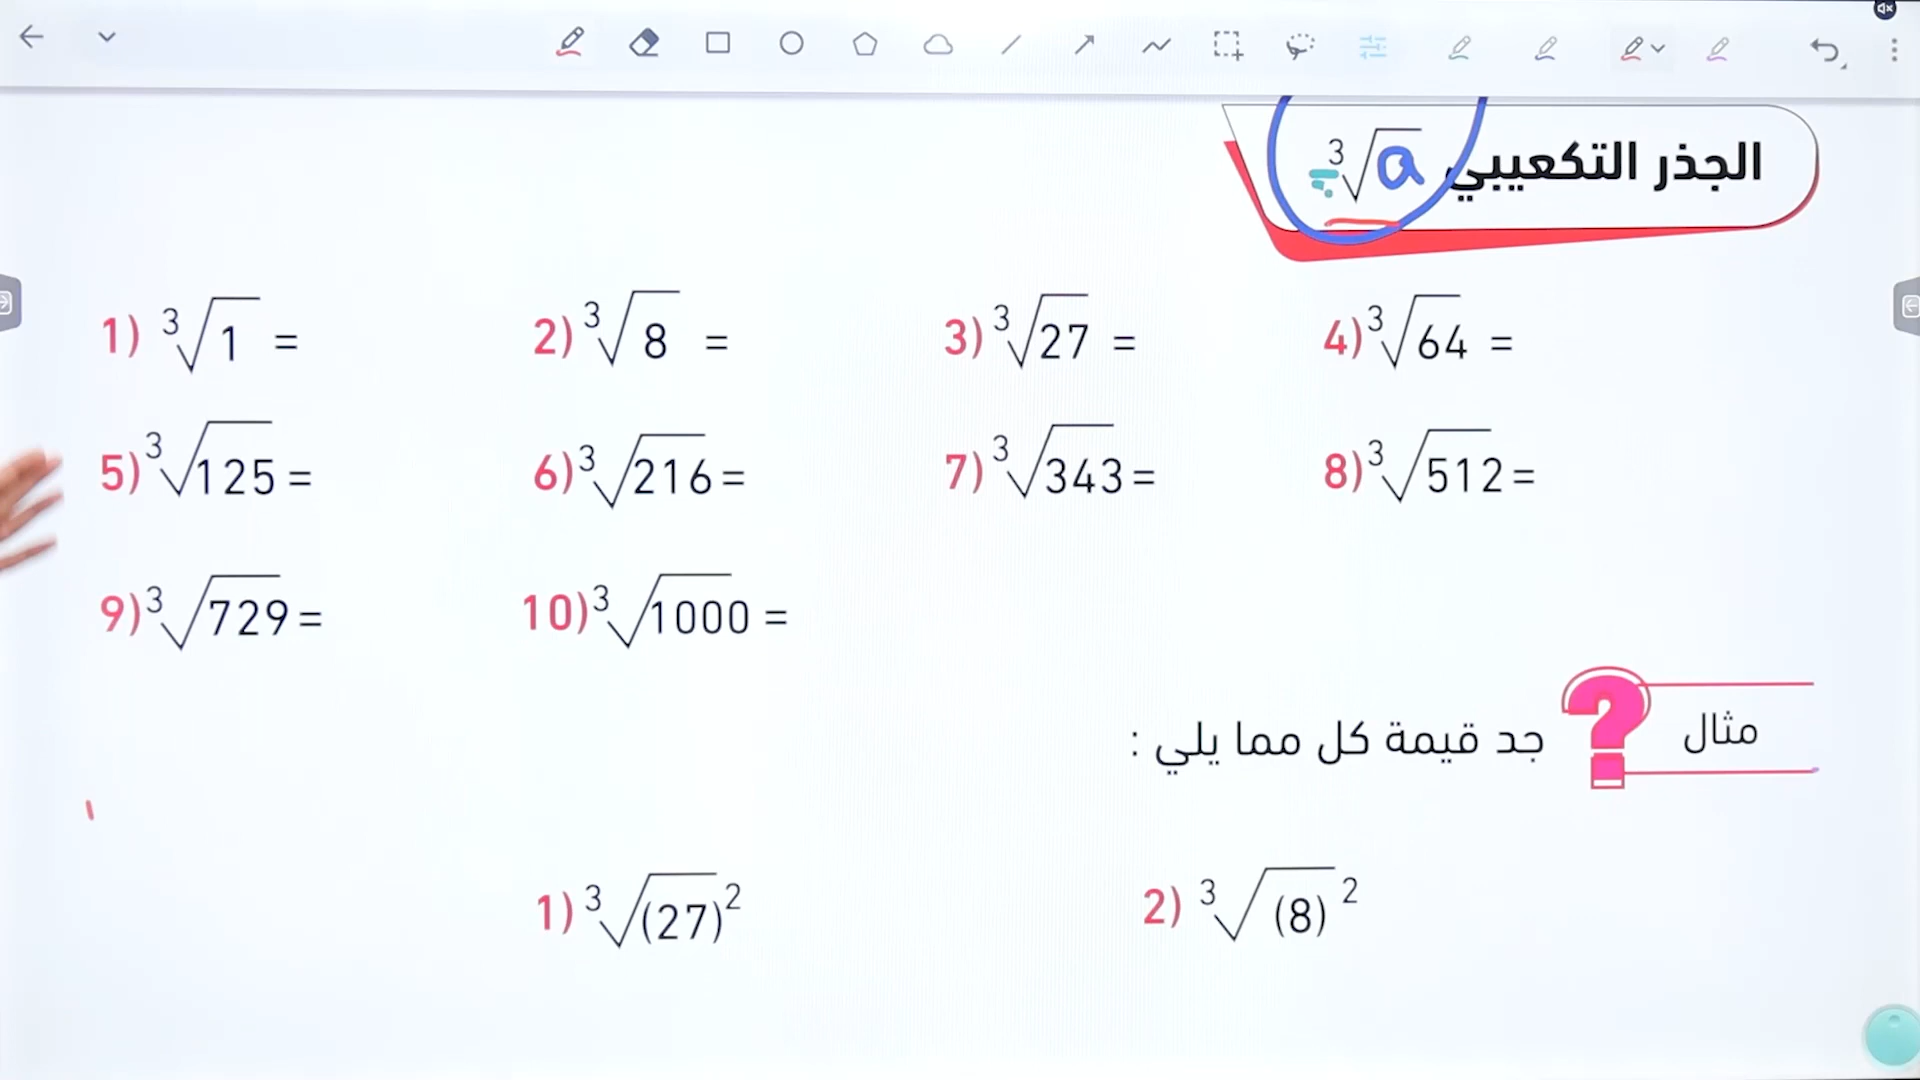 الجذر التكعيبي ∛a
1) ∛1 = 2) ∛8 = 3) ∛27 = 4) ∛64 =
5) ∛125 = 6) ∛216 = 7) ∛343 = 8) ∛512 =
9) ∛729 = 10) ∛1000 =
مثال
جد قيمة كل مما يلي :
1) ∛(27)² 2) ∛(8)²